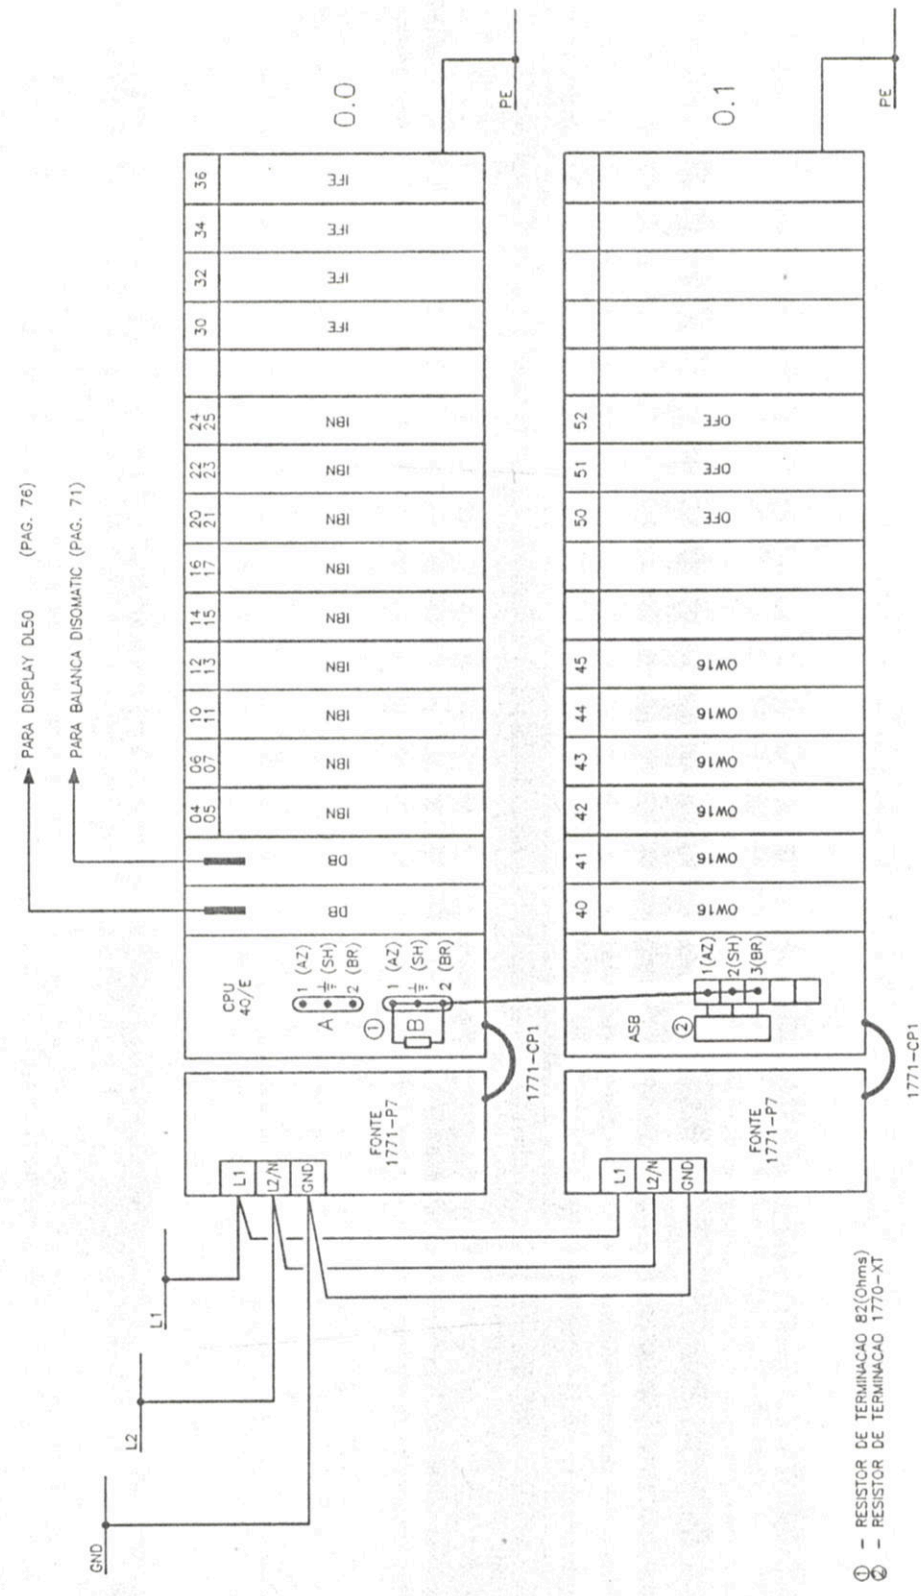 PARA DISPLAY DL50 (PAG. 76)
PARA BALANCA DISOMATIC (PAG. 71)
GND
L2
L1
L1
L2/N
GND
FONTE
1771-P7
1771-CP1
CPU
40/E
1 (AZ)
(SH)
2 (BR)
A
①
1 (AZ)
(SH)
2 (BR)
B
DB
DB
04
05
IBN
06
07
IBN
10
11
IBN
12
13
IBN
14
15
IBN
16
17
IBN
20
21
IBN
22
23
IBN
24
25
IBN
30
IFE
32
IFE
34
IFE
36
IFE
0.0
PE
L1
L2/N
GND
FONTE
1771-P7
1771-CP1
ASB
②
1(AZ)
2(SH)
3(BR)
40
OW16
41
OW16
42
OW16
43
OW16
44
OW16
45
OW16
50
OFE
51
OFE
52
OFE
0.1
PE
① - RESISTOR DE TERMINACAO 82(Ohms)
② - RESISTOR DE TERMINACAO 1770-XT